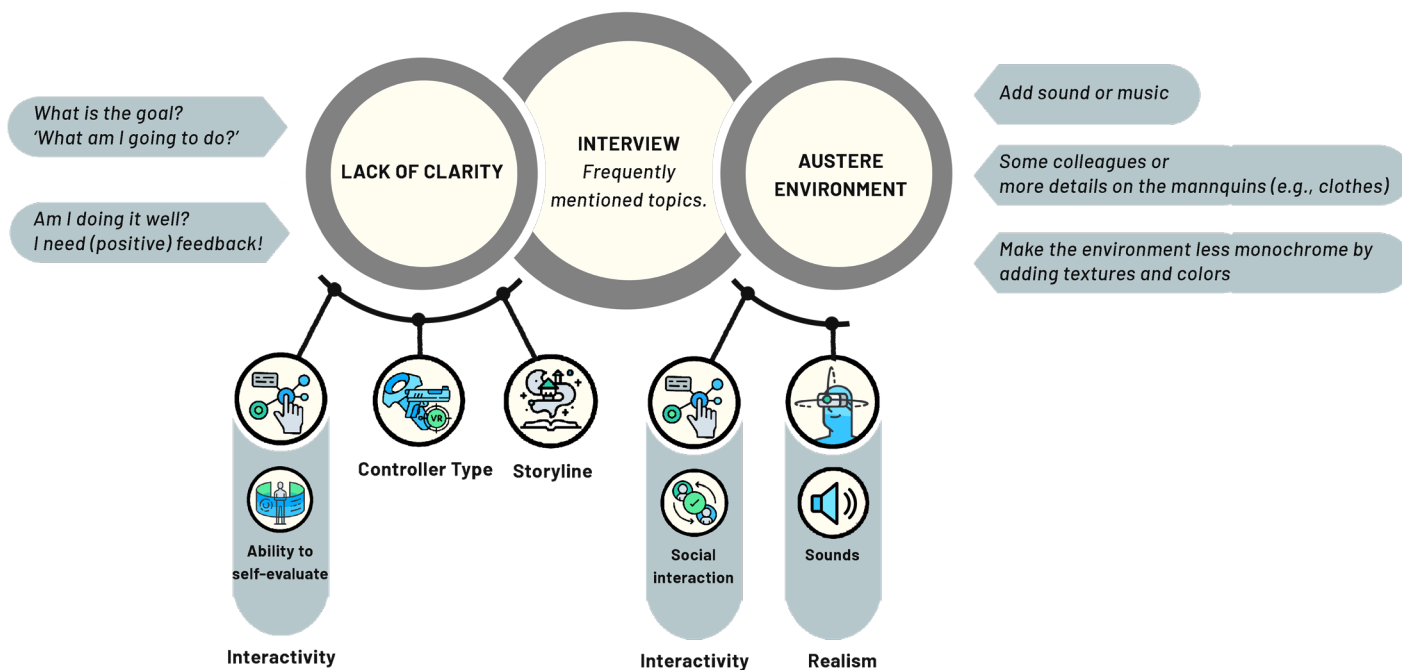 What is the goal?
‘What am I going to do?’
Am I doing it well?
I need (positive) feedback!
LACK OF CLARITY
INTERVIEW
Frequently
mentioned topics.
AUSTERE
ENVIRONMENT
Add sound or music
Some colleagues or
more details on the mannquins (e.g., clothes)
Make the environment less monochrome by
adding textures and colors
VR
Controller Type
Storyline
Ability to
self-evaluate
Interactivity
Social
interaction
Interactivity
Sounds
Realism